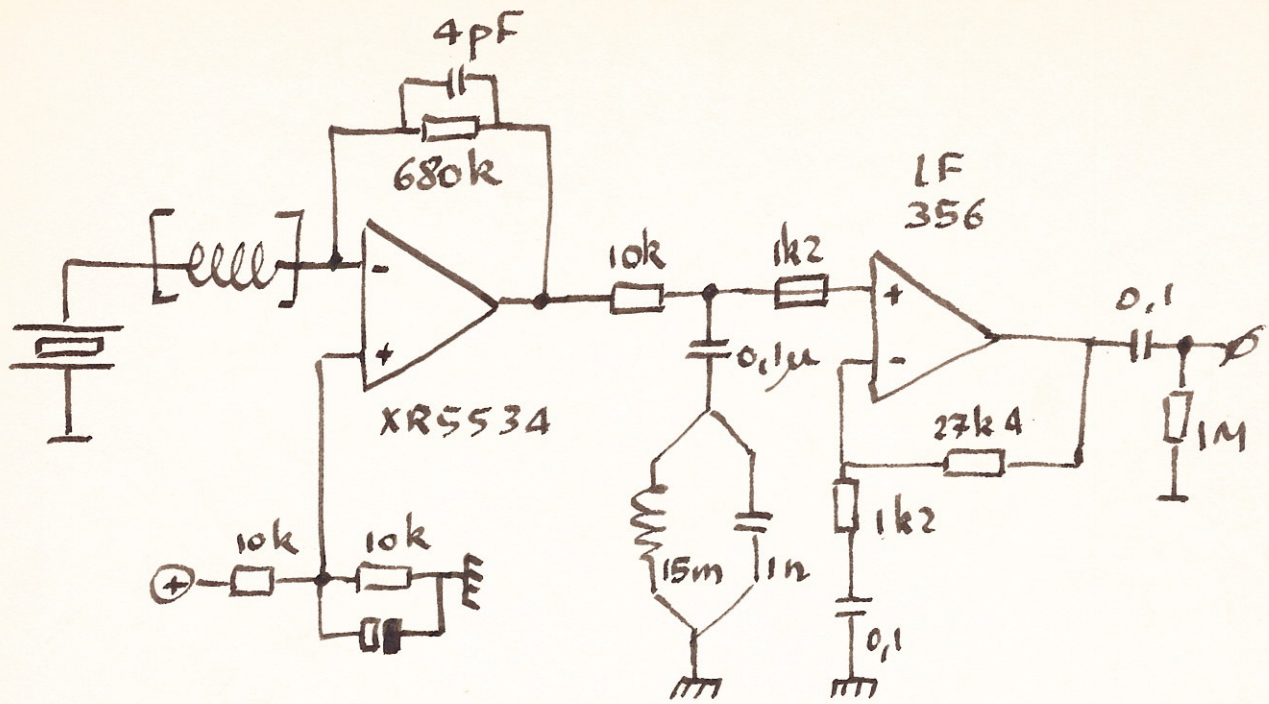 4pF
680k
-
+
XR5534
10k
10k
+
10k
1k2
0,1µ
15m
1n
LF
356
+
-
27k4
1k2
0,1
0,1
1M